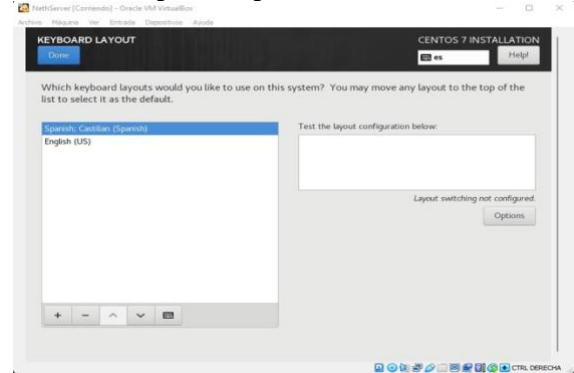 NethServer [Corriendo] - Oracle VM VirtualBox
Archivo Máquina Ver Entrada Dispositivos Ayuda
KEYBOARD LAYOUT
CENTOS 7 INSTALLATION
Done
es
Help!
Which keyboard layouts would you like to use on this system? You may move any layout to the top of the
list to select it as the default.
Spanish; Castilian (Spanish)
English (US)
Test the layout configuration below:
Layout switching not configured.
Options
CTRL DERECHA